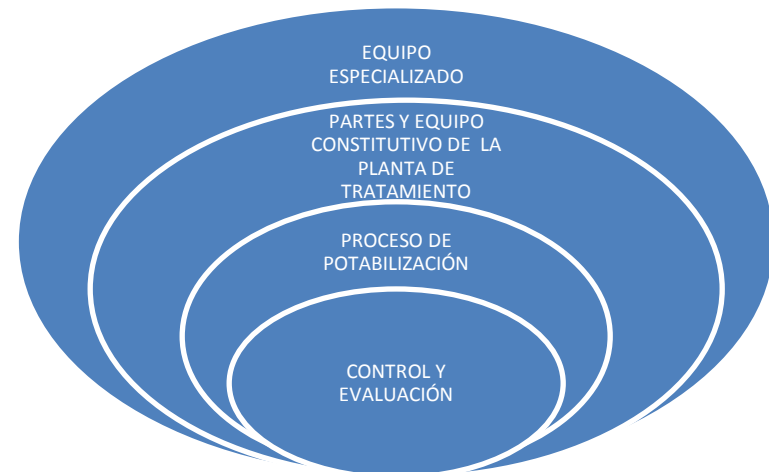 EQUIPO
ESPECIALIZADO
PARTES Y EQUIPO
CONSTITUTIVO DE LA
PLANTA DE
TRATAMIENTO
PROCESO DE
POTABILIZACIÓN
CONTROL Y
EVALUACIÓN